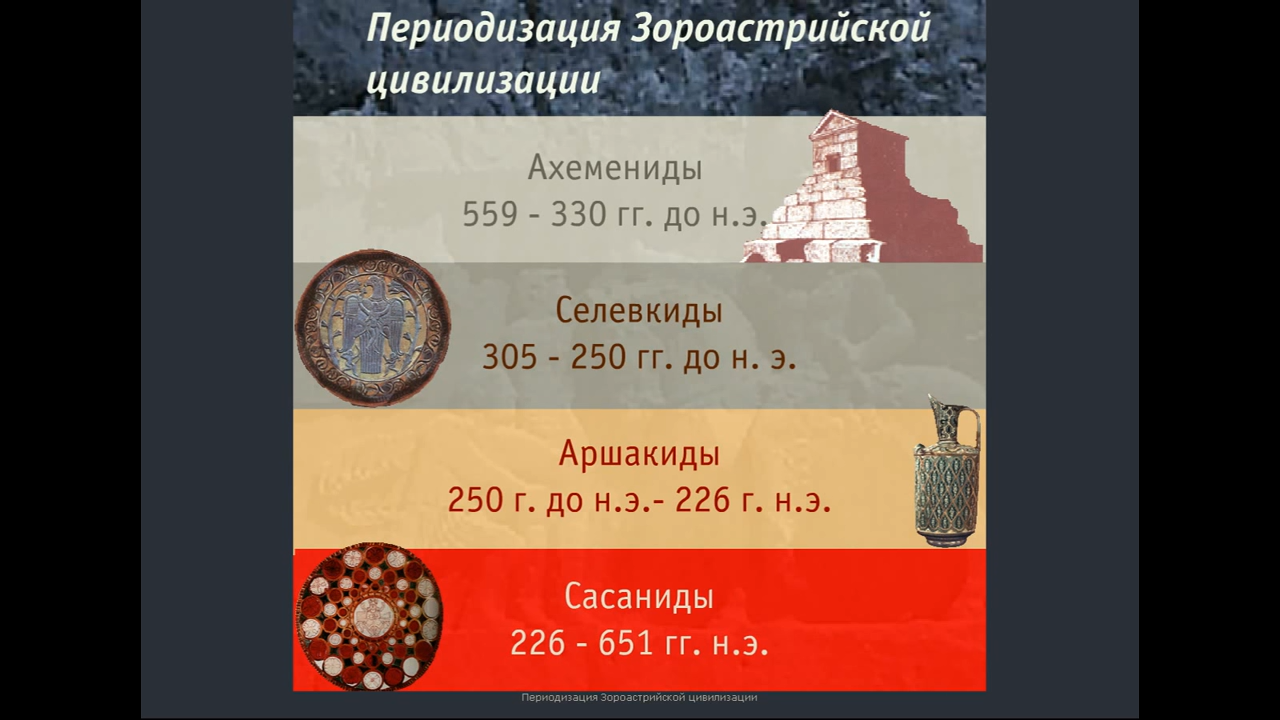 Периодизация Зороастрийской
цивилизации
Ахемениды
559 - 330 гг. до н.э.
Селевкиды
305 - 250 гг. до н. э.
Аршакиды
250 г. до н.э.- 226 г. н.э.
Сасаниды
226 - 651 гг. н.э.
Периодизация Зороастрийской цивилизации